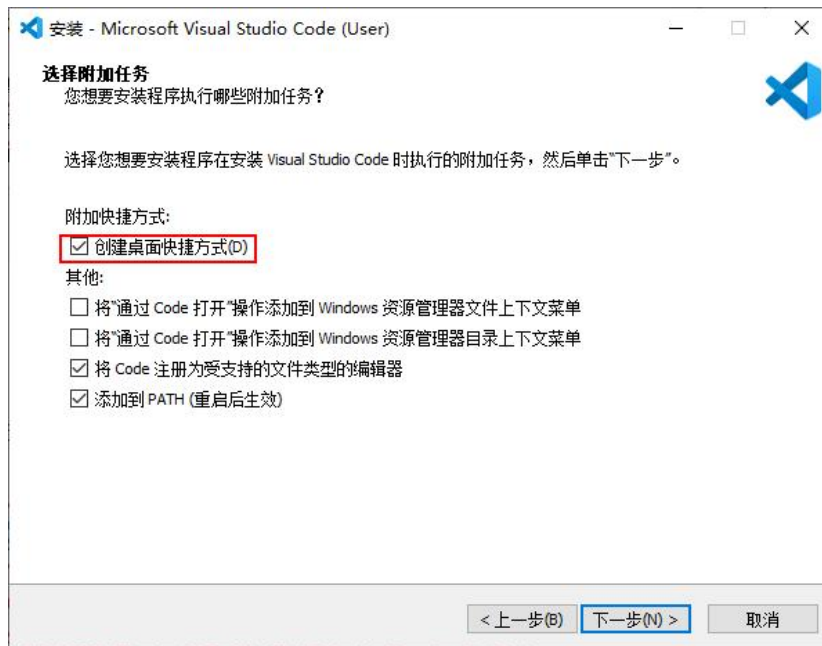 安装 - Microsoft Visual Studio Code (User)
选择附加任务
您想要安装程序执行哪些附加任务?
选择您想要安装程序在安装 Visual Studio Code 时执行的附加任务，然后单击"下一步"。
附加快捷方式:
创建桌面快捷方式(D)
其他:
将"通过 Code 打开"操作添加到 Windows 资源管理器文件上下文菜单
将"通过 Code 打开"操作添加到 Windows 资源管理器目录上下文菜单
将 Code 注册为受支持的文件类型的编辑器
添加到 PATH (重启后生效)
< 上一步(B) 下一步(N) > 取消